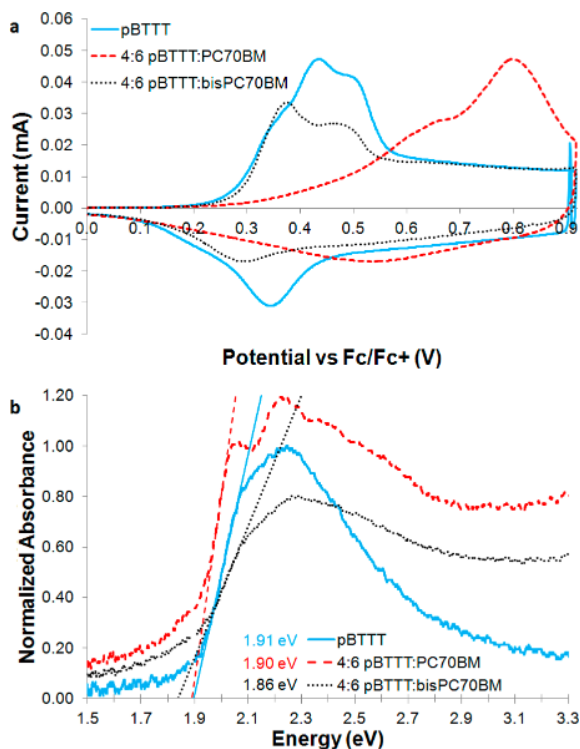 a
pBTTT
4:6 pBTTT:PC70BM
4:6 pBTTT:bisPC70BM
0.06
0.05
0.04
0.03
0.02
0.01
0.00
-0.01
-0.02
-0.03
-0.04
Current (mA)
0.0 0.1 0.2 0.3 0.4 0.5 0.6 0.7 0.8 0.9
Potential vs Fc/Fc+ (V)
b
1.20
1.00
0.80
0.60
0.40
0.20
0.00
Normalized Absorbance
1.91 eV pBTTT
1.90 eV 4:6 pBTTT:PC70BM
1.86 eV 4:6 pBTTT:bisPC70BM
1.5 1.7 1.9 2.1 2.3 2.5 2.7 2.9 3.1 3.3
Energy (eV)